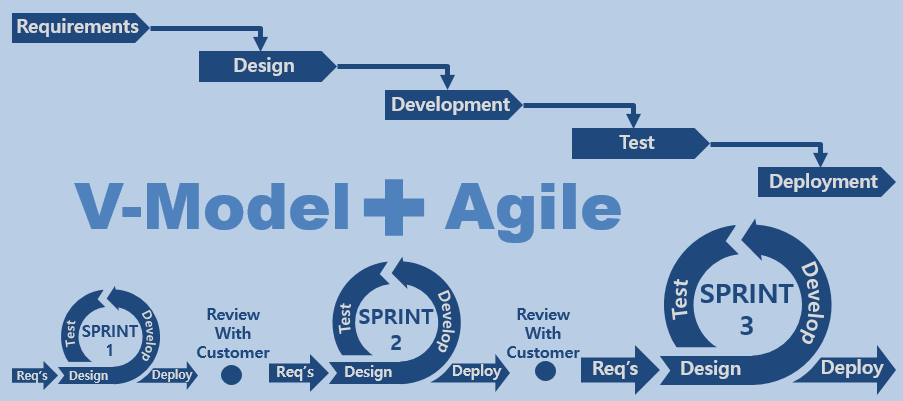 Requirements
Design
Development
Test
Deployment
V-Model + Agile
Test
Develop
SPRINT
1
Req's
Design
Deploy
Review
With
Customer
Test
Develop
SPRINT
2
Req's
Design
Deploy
Review
With
Customer
Test
Develop
SPRINT
3
Req's
Design
Deploy